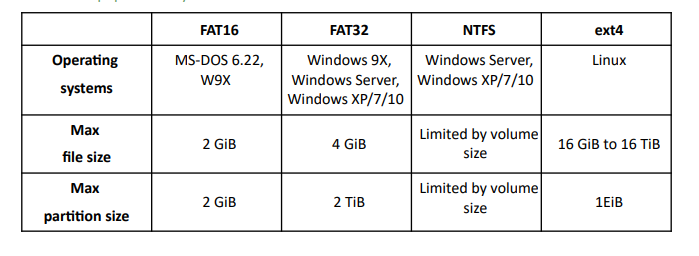 FAT16 FAT32 NTFS ext4
Operating systems MS-DOS 6.22, W9X Windows 9X, Windows Server, Windows XP/7/10 Windows Server, Windows XP/7/10 Linux
Max file size 2 GiB 4 GiB Limited by volume size 16 GiB to 16 TiB
Max partition size 2 GiB 2 TiB Limited by volume size 1EiB